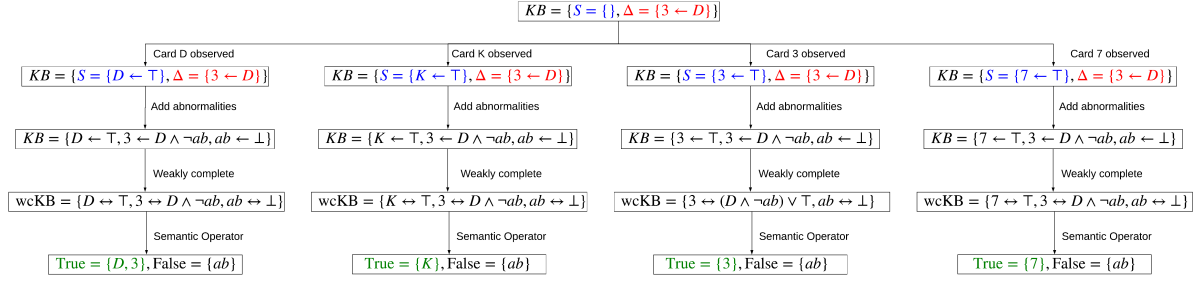 KB = {S = {}, Δ = {3 ← D}}
Card D observed Card K observed Card 3 observed Card 7 observed
KB = {S = {D ← ⊤}, Δ = {3 ← D}} KB = {S = {K ← ⊤}, Δ = {3 ← D}} KB = {S = {3 ← ⊤}, Δ = {3 ← D}} KB = {S = {7 ← ⊤}, Δ = {3 ← D}}
Add abnormalities Add abnormalities Add abnormalities Add abnormalities
KB = {D ← ⊤, 3 ← D ∧ ¬ab, ab ← ⊥} KB = {K ← ⊤, 3 ← D ∧ ¬ab, ab ← ⊥} KB = {3 ← ⊤, 3 ← D ∧ ¬ab, ab ← ⊥} KB = {7 ← ⊤, 3 ← D ∧ ¬ab, ab ← ⊥}
Weakly complete Weakly complete Weakly complete Weakly complete
wcKB = {D ↔ ⊤, 3 ↔ D ∧ ¬ab, ab ↔ ⊥} wcKB = {K ↔ ⊤, 3 ↔ D ∧ ¬ab, ab ↔ ⊥} wcKB = {3 ↔ (D ∧ ¬ab) ∨ ⊤, ab ↔ ⊥} wcKB = {7 ↔ ⊤, 3 ↔ D ∧ ¬ab, ab ↔ ⊥}
Semantic Operator Semantic Operator Semantic Operator Semantic Operator
True = {D, 3}, False = {ab} True = {K}, False = {ab} True = {3}, False = {ab} True = {7}, False = {ab}